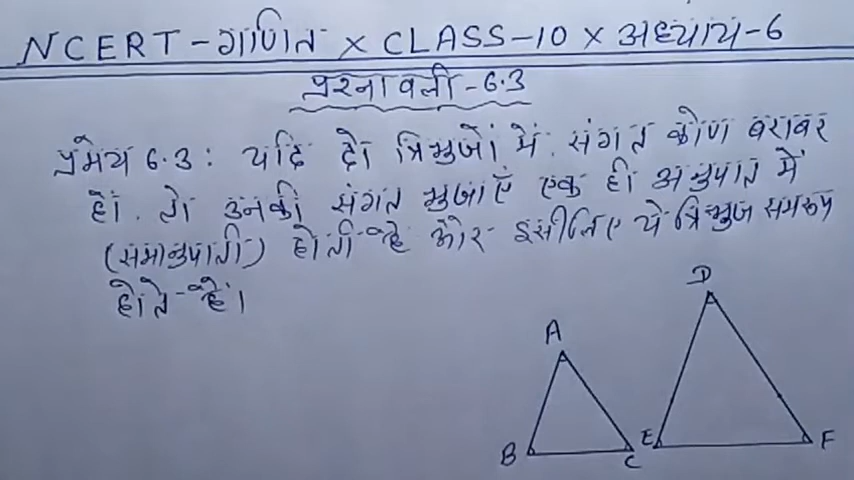 NCERT-गणित × CLASS-10 × अध्याय-6
प्रश्नावली-6.3
प्रमेय 6.3: यदि दो त्रिभुजों में संगत कोण बराबर
हों. तो उनकी संगत भुजाएँ एक ही अनुपात में
(समानुपाती) होती है और इसीलिए ये त्रिभुज समरूप
होते हैं।
D
A
B
C
E
F